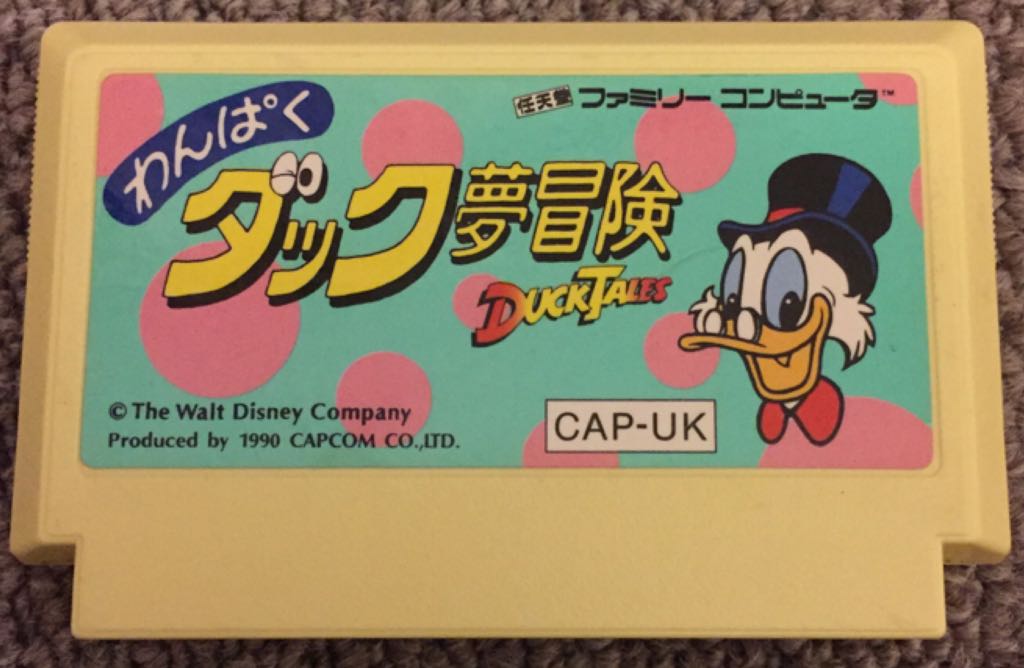 任天堂 ファミリー コンピュータ™
わんぱく
ダック夢冒険
DUCKTALES
© The Walt Disney Company
Produced by 1990 CAPCOM CO.,LTD.
CAP-UK